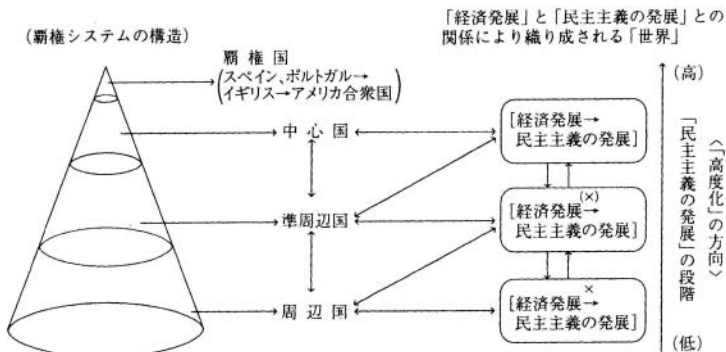 (覇権システムの構造)
「経済発展」と「民主主義の発展」との
関係により織り成される「世界」
覇権国
(スペイン、ポルトガル→
イギリス→アメリカ合衆国)
中心国
準周辺国
周辺国
[経済発展→
民主主義の発展]
(×)
[経済発展→
民主主義の発展]
×
[経済発展→
民主主義の発展]
(高)
〈「高度化」の方向〉
「民主主義の発展」の段階
(低)